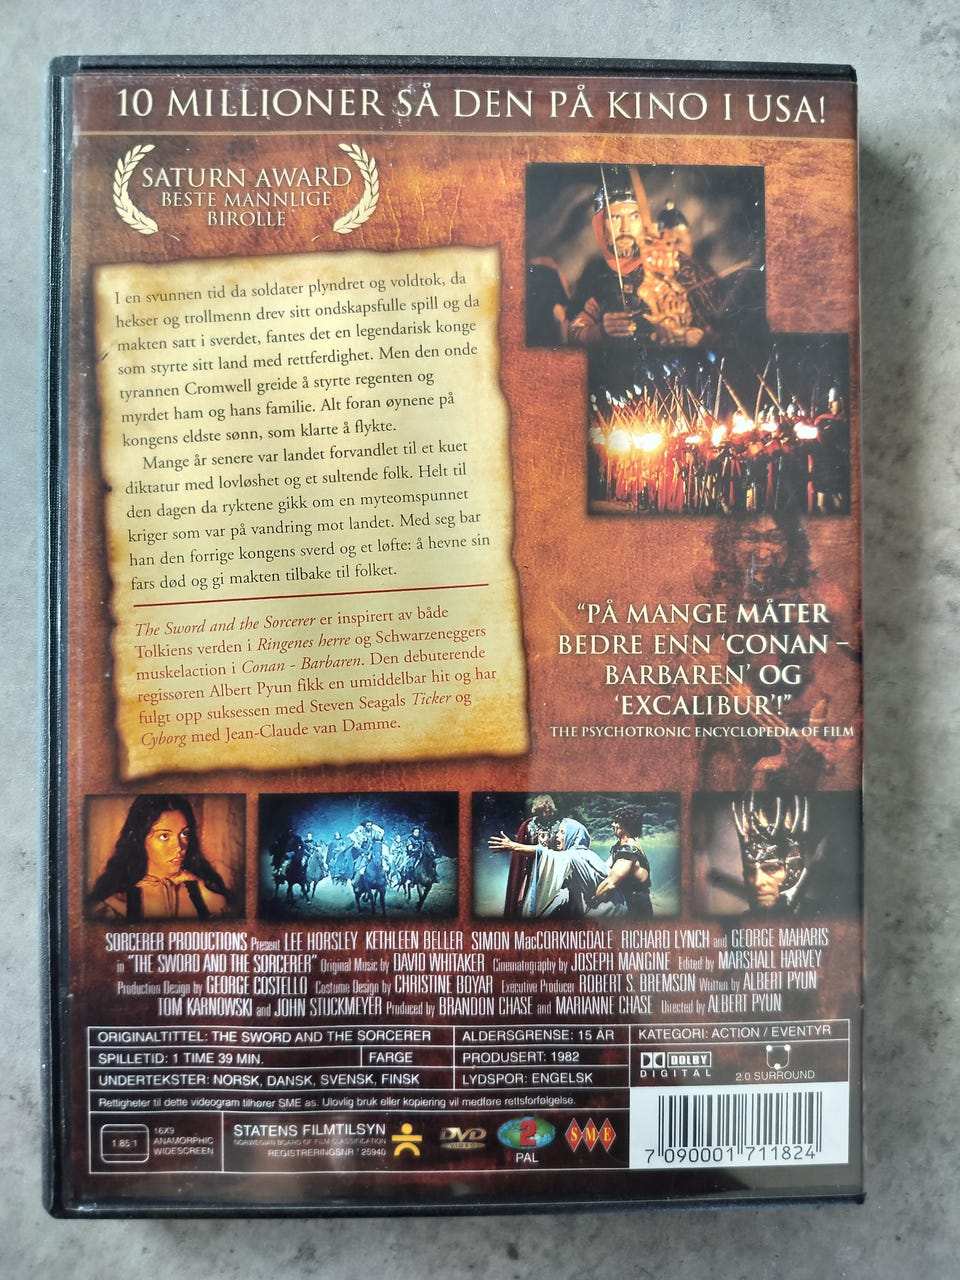 10 MILLIONER SÅ DEN PÅ KINO I USA!
SATURN AWARD
BESTE MANNLIGE
BIROLLE
I en svunnen tid da soldater plyndret og voldtok, da
hekser og trollmenn drev sitt ondskapsfulle spill og da
makten satt i sverdet, fantes det en legendarisk konge
som styrte sitt land med rettferdighet. Men den onde
tyrannen Cromwell greide å styrte regenten og
myrdet ham og hans familie. Alt foran øynene på
kongens eldste sønn, som klarte å flykte.
Mange år senere var landet forvandlet til et kuet
diktatur med lovløshet og et sultende folk. Helt til
den dagen da ryktene gikk om en myteomspunnet
kriger som var på vandring mot landet. Med seg bar
han den forrige kongens sverd og et løfte: å hevne sin
fars død og gi makten tilbake til folket.
The Sword and the Sorcerer er inspirert av både
Tolkiens verden i Ringenes herre og Schwarzeneggers
muskelaction i Conan - Barbaren. Den debuterende
regissøren Albert Pyun fikk en umiddelbar hit og har
fulgt opp suksessen med Steven Seagals Ticker og
Cyborg med Jean-Claude van Damme.
"PÅ MANGE MÅTER
BEDRE ENN 'CONAN –
BARBAREN' OG
'EXCALIBUR'!"
THE PSYCHOTRONIC ENCYCLOPEDIA OF FILM
SORCERER PRODUCTIONS Present LEE HORSLEY KETHLEEN BELLER SIMON MacCORKINGDALE RICHARD LYNCH and GEORGE MAHARIS
in "THE SWORD AND THE SORCERER" Original Music by DAVID WHITAKER Cinematography by JOSEPH MANGINE Edited by MARSHALL HARVEY
Production Design by GEORGE COSTELLO Costume Design by CHRISTINE BOYAR Executive Producer ROBERT S. BREMSON Written by ALBERT PYUN
TOM KARNOWSKI and JOHN STUCKMEYER Produced by BRANDON CHASE and MARIANNE CHASE Directed by ALBERT PYUN
ORIGINALTITTEL: THE SWORD AND THE SORCERER ALDERSGRENSE: 15 ÅR KATEGORI: ACTION / EVENTYR
SPILLETID: 1 TIME 39 MIN. FARGE PRODUSERT: 1982
UNDERTEKSTER: NORSK, DANSK, SVENSK, FINSK LYDSPOR: ENGELSK
DOLBY
DIGITAL
2.0 SURROUND
Rettigheter til dette videogram tilhører SME as. Ulovlig bruk eller kopiering vil medføre rettsforfølgelse.
1.85:1
16X9
ANAMORPHIC
WIDESCREEN
STATENS FILMTILSYN
NORWEGIAN BOARD OF FILM CLASSIFICATION
REGISTRERINGSNR ' 25940
DVD
VIDEO
2
PAL
SME
7 090001 711824